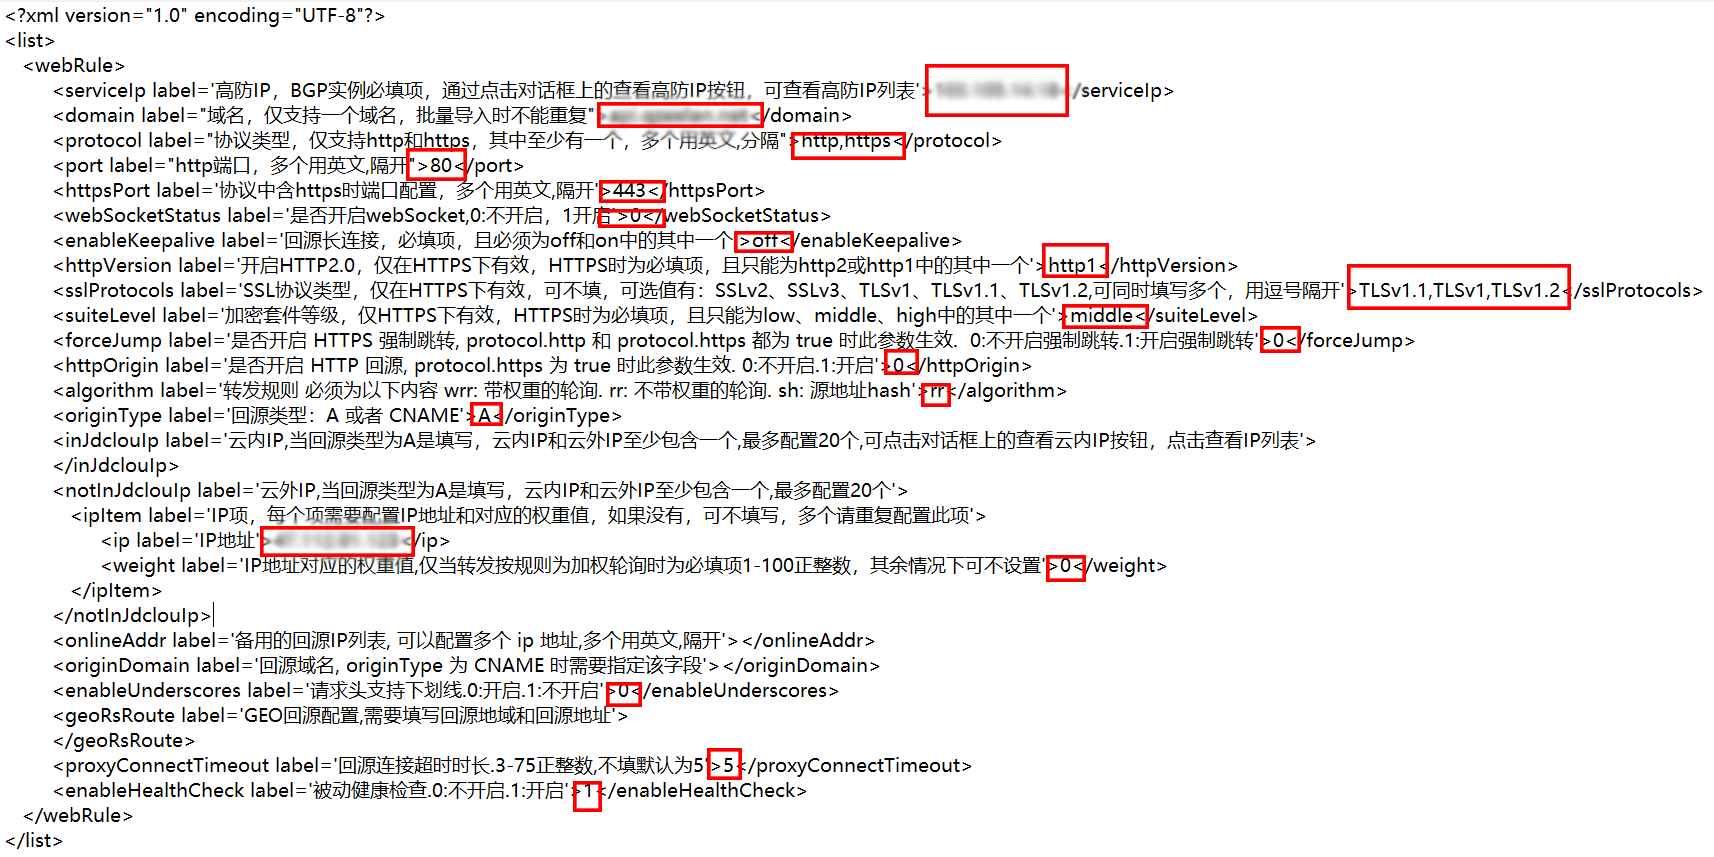 <?xml version="1.0" encoding="UTF-8"?>
<list>
<webRule>
<serviceIp label='高防IP，BGP实例必填项，通过点击对话框上的查看高防IP按钮，可查看高防IP列表'></serviceIp>
<domain label="域名，仅支持一个域名，批量导入时不能重复"></domain>
<protocol label="协议类型，仅支持http和https，其中至少有一个，多个用英文,分隔">http,https</protocol>
<port label="http端口，多个用英文,隔开">80</port>
<httpsPort label='协议中含https时端口配置，多个用英文,隔开'>443</httpsPort>
<webSocketStatus label='是否开启webSocket,0:不开启，1开启'>0</webSocketStatus>
<enableKeepalive label='回源长连接，必填项，且必须为off和on中的其中一个'>off</enableKeepalive>
<httpVersion label='开启HTTP2.0，仅在HTTPS下有效，HTTPS时为必填项，且只能为http2或http1中的其中一个'>http1</httpVersion>
<sslProtocols label='SSL协议类型，仅在HTTPS下有效，可不填，可选值有：SSLv2、SSLv3、TLSv1、TLSv1.1、TLSv1.2,可同时填写多个，用逗号隔开'>TLSv1.1,TLSv1,TLSv1.2</sslProtocols>
<suiteLevel label='加密套件等级，仅HTTPS下有效，HTTPS时为必填项，且只能为low、middle、high中的其中一个'>middle</suiteLevel>
<forceJump label='是否开启 HTTPS 强制跳转, protocol.http 和 protocol.https 都为 true 时此参数生效.  0:不开启强制跳转.1:开启强制跳转'>0</forceJump>
<httpOrigin label='是否开启 HTTP 回源, protocol.https 为 true 时此参数生效. 0:不开启.1:开启'>0</httpOrigin>
<algorithm label='转发规则 必须为以下内容 wrr: 带权重的轮询. rr: 不带权重的轮询. sh: 源地址hash'>rr</algorithm>
<originType label='回源类型：A 或者 CNAME'>A</originType>
<inJdclouIp label='云内IP,当回源类型为A是填写，云内IP和云外IP至少包含一个,最多配置20个,可点击对话框上的查看云内IP按钮，点击查看IP列表'>
</inJdclouIp>
<notInJdclouIp label='云外IP,当回源类型为A是填写，云内IP和云外IP至少包含一个,最多配置20个'>
<ipItem label='IP项，每个项需要配置IP地址和对应的权重值，如果没有，可不填写，多个请重复配置此项'>
<ip label='IP地址'></ip>
<weight label='IP地址对应的权重值,仅当转发按规则为加权轮询时为必填项1-100正整数，其余情况下可不设置'>0</weight>
</ipItem>
</notInJdclouIp>
<onlineAddr label='备用的回源IP列表, 可以配置多个 ip 地址,多个用英文,隔开'></onlineAddr>
<originDomain label='回源域名, originType 为 CNAME 时需要指定该字段'></originDomain>
<enableUnderscores label='请求头支持下划线.0:开启.1:不开启'>0</enableUnderscores>
<geoRsRoute label='GEO回源配置,需要填写回源地域和回源地址'>
</geoRsRoute>
<proxyConnectTimeout label='回源连接超时时长.3-75正整数,不填默认为5'>5</proxyConnectTimeout>
<enableHealthCheck label='被动健康检查.0:不开启.1:开启'>1</enableHealthCheck>
</webRule>
</list>